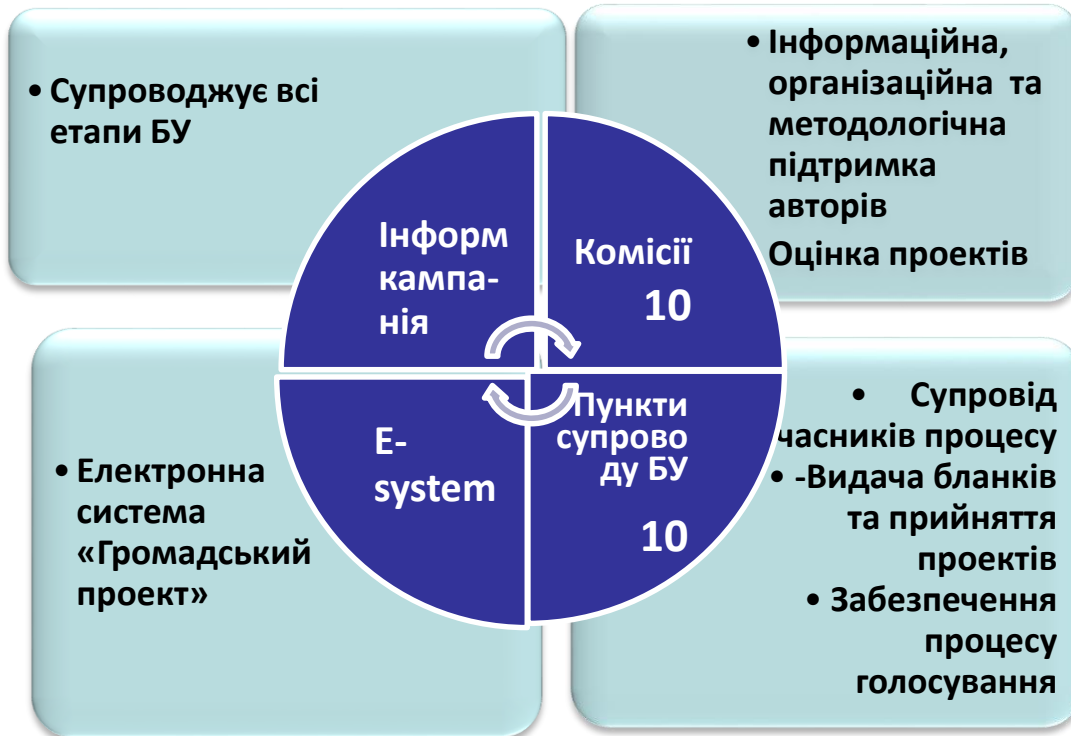 • Супроводжує всі
етапи БУ
• Інформаційна,
організаційна та
методологічна
підтримка
авторів
Оцінка проектів
Інформ
кампа-
нія
Комісії
10
E-
system
Пункти
супрово
ду БУ
10
• Електронна
система
«Громадський
проект»
• Супровід
часників процесу
• -Видача бланків
та прийняття
проектів
• Забезпечення
процесу
голосування